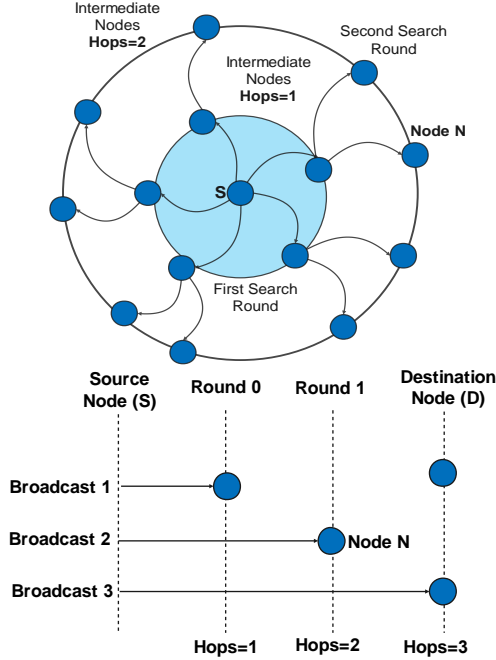 Intermediate
Nodes
Hops=2
Second Search
Round
Intermediate
Nodes
Hops=1
Node N
S
First Search
Round
Source
Node (S)
Round 0
Round 1
Destination
Node (D)
Broadcast 1
Broadcast 2
Node N
Broadcast 3
Hops=1
Hops=2
Hops=3